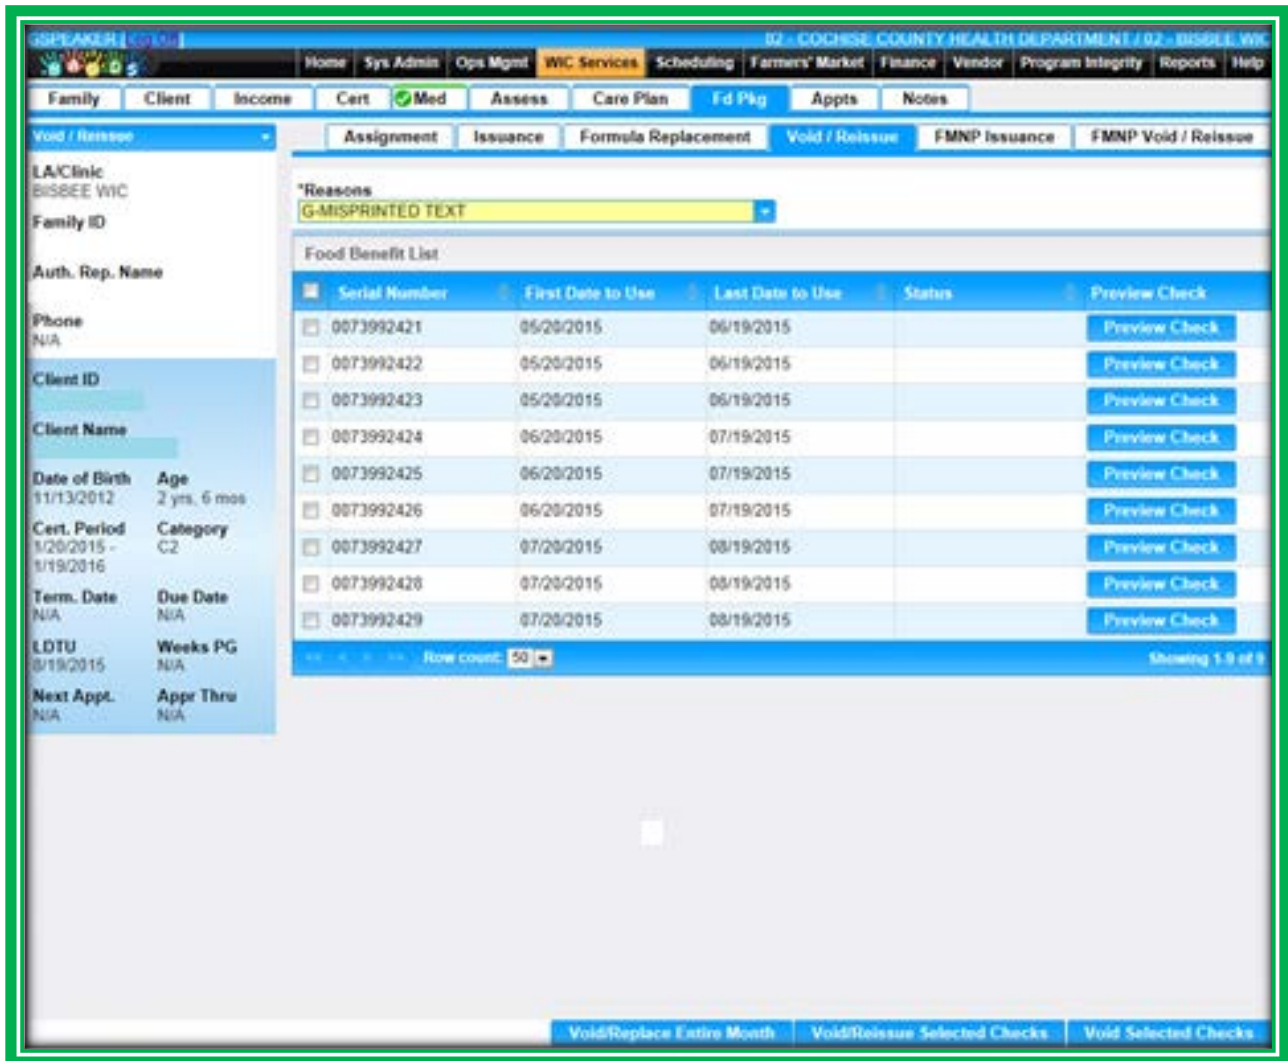 GSPEAKER [Log Off]
02 - COCHISE COUNTY HEALTH DEPARTMENT / 02 - BISBEE WIC
HANDS
Home Sys Admin Ops Mgmt WIC Services Scheduling Farmers' Market Finance Vendor Program Integrity Reports Help
Family Client Income Cert Med Assess Care Plan Fd Pkg Appts Notes
Void / Reissue
Assignment Issuance Formula Replacement Void / Reissue FMNP Issuance FMNP Void / Reissue
LA/Clinic
BISBEE WIC
Family ID
Auth. Rep. Name
Phone
N/A
Client ID
Client Name
Date of Birth Age
11/13/2012 2 yrs, 6 mos
Cert. Period Category
1/20/2015 - C2
1/19/2016
Term. Date Due Date
N/A N/A
LDTU Weeks PG
8/19/2015 N/A
Next Appt. Appr Thru
N/A N/A
*Reasons
G-MISPRINTED TEXT
Food Benefit List
Serial Number First Date to Use Last Date to Use Status Preview Check
0073992421 05/20/2015 06/19/2015 Preview Check
0073992422 05/20/2015 06/19/2015 Preview Check
0073992423 05/20/2015 06/19/2015 Preview Check
0073992424 06/20/2015 07/19/2015 Preview Check
0073992425 06/20/2015 07/19/2015 Preview Check
0073992426 06/20/2015 07/19/2015 Preview Check
0073992427 07/20/2015 08/19/2015 Preview Check
0073992428 07/20/2015 08/19/2015 Preview Check
0073992429 07/20/2015 08/19/2015 Preview Check
Row count: 50 Showing 1-9 of 9
Void/Replace Entire Month Void/Reissue Selected Checks Void Selected Checks